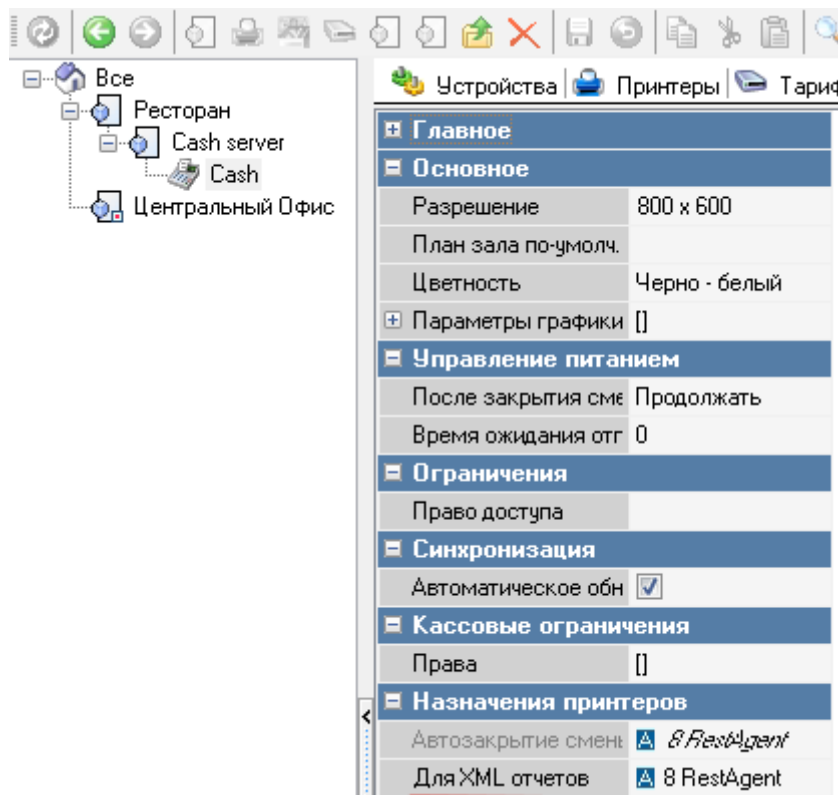 Все
Ресторан
Cash server
Cash
Центральный Офис
Устройства Принтеры Тариф
Главное
Основное
Разрешение 800 x 600
План зала по-умолч.
Цветность Черно - белый
Параметры графики []
Управление питанием
После закрытия сме Продолжать
Время ожидания отг 0
Ограничения
Право доступа
Синхронизация
Автоматическое обн
Кассовые ограничения
Права []
Назначения принтеров
Автозакрытие смены A 8 RestAgent
Для XML отчетов A 8 RestAgent